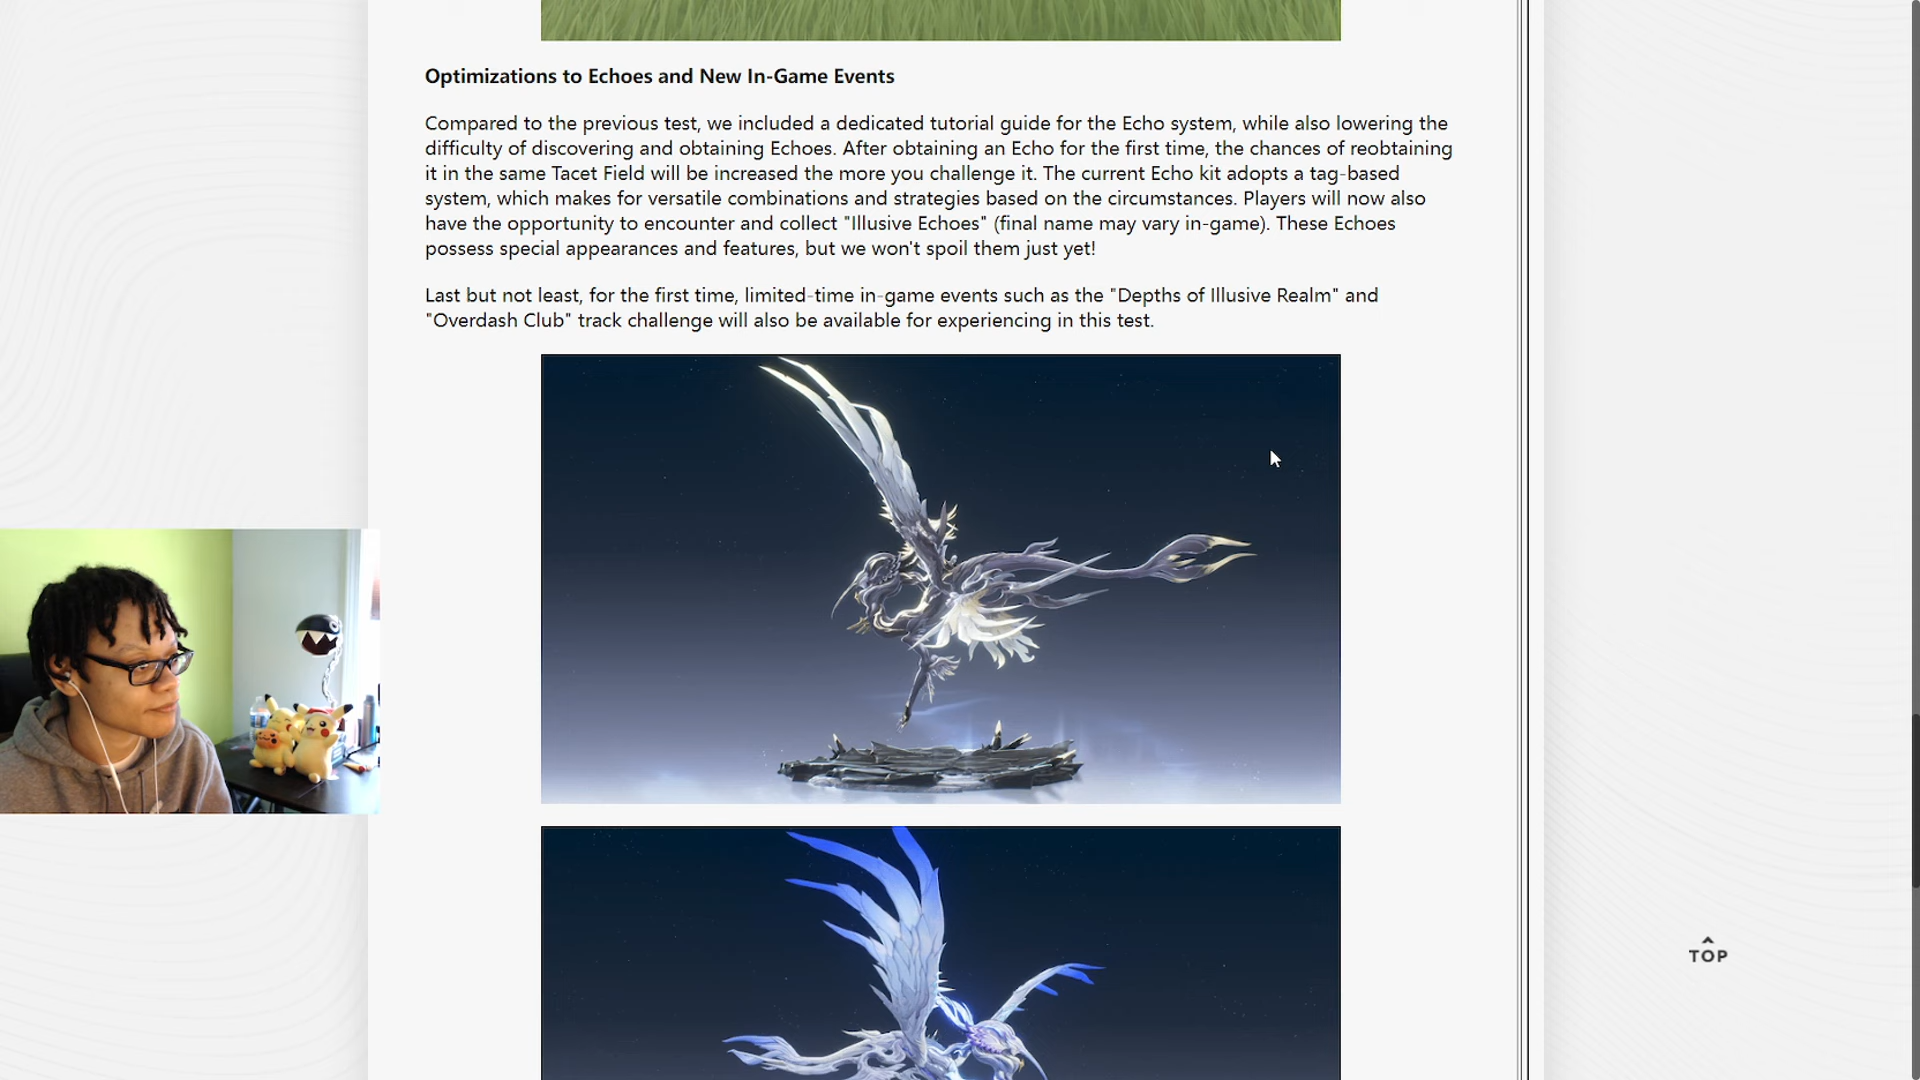 Optimizations to Echoes and New In-Game Events
Compared to the previous test, we included a dedicated tutorial guide for the Echo system, while also lowering the
difficulty of discovering and obtaining Echoes. After obtaining an Echo for the first time, the chances of reobtaining
it in the same Tacet Field will be increased the more you challenge it. The current Echo kit adopts a tag-based
system, which makes for versatile combinations and strategies based on the circumstances. Players will now also
have the opportunity to encounter and collect "Illusive Echoes" (final name may vary in-game). These Echoes
possess special appearances and features, but we won't spoil them just yet!
Last but not least, for the first time, limited-time in-game events such as the "Depths of Illusive Realm" and
"Overdash Club" track challenge will also be available for experiencing in this test.
TOP